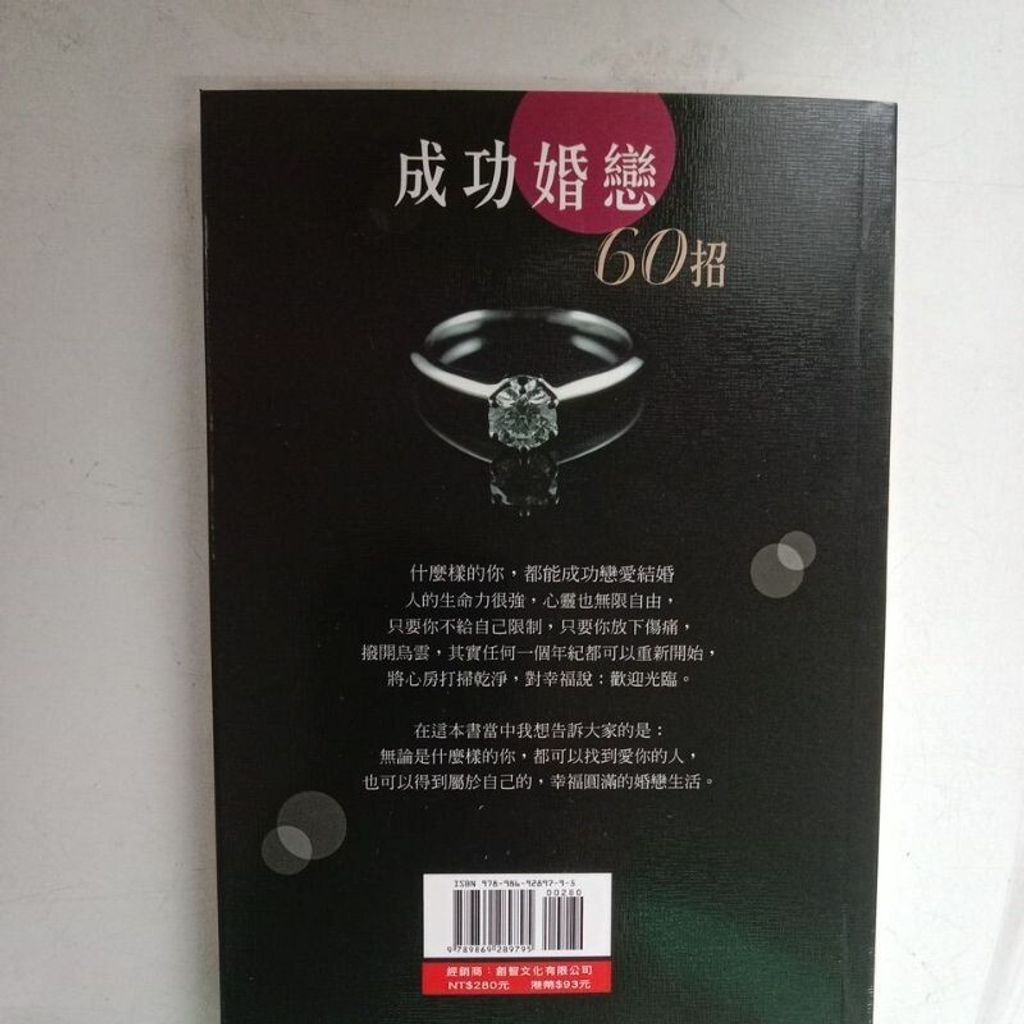 成功婚戀
60招
什麼樣的你，都能成功戀愛結婚
人的生命力很強，心靈也無限自由，
只要你不給自己限制，只要你放下傷痛，
撥開烏雲，其實任何一個年紀都可以重新開始，
將心房打掃乾淨，對幸福說：歡迎光臨。
在這本書當中我想告訴大家的是：
無論是什麼樣的你，都可以找到愛你的人，
也可以得到屬於自己的，幸福圓滿的婚戀生活。
ISBN 978-986-92897-9-5
00280
9 789869 289795
經銷商：創智文化有限公司
NT$280元 港幣$93元